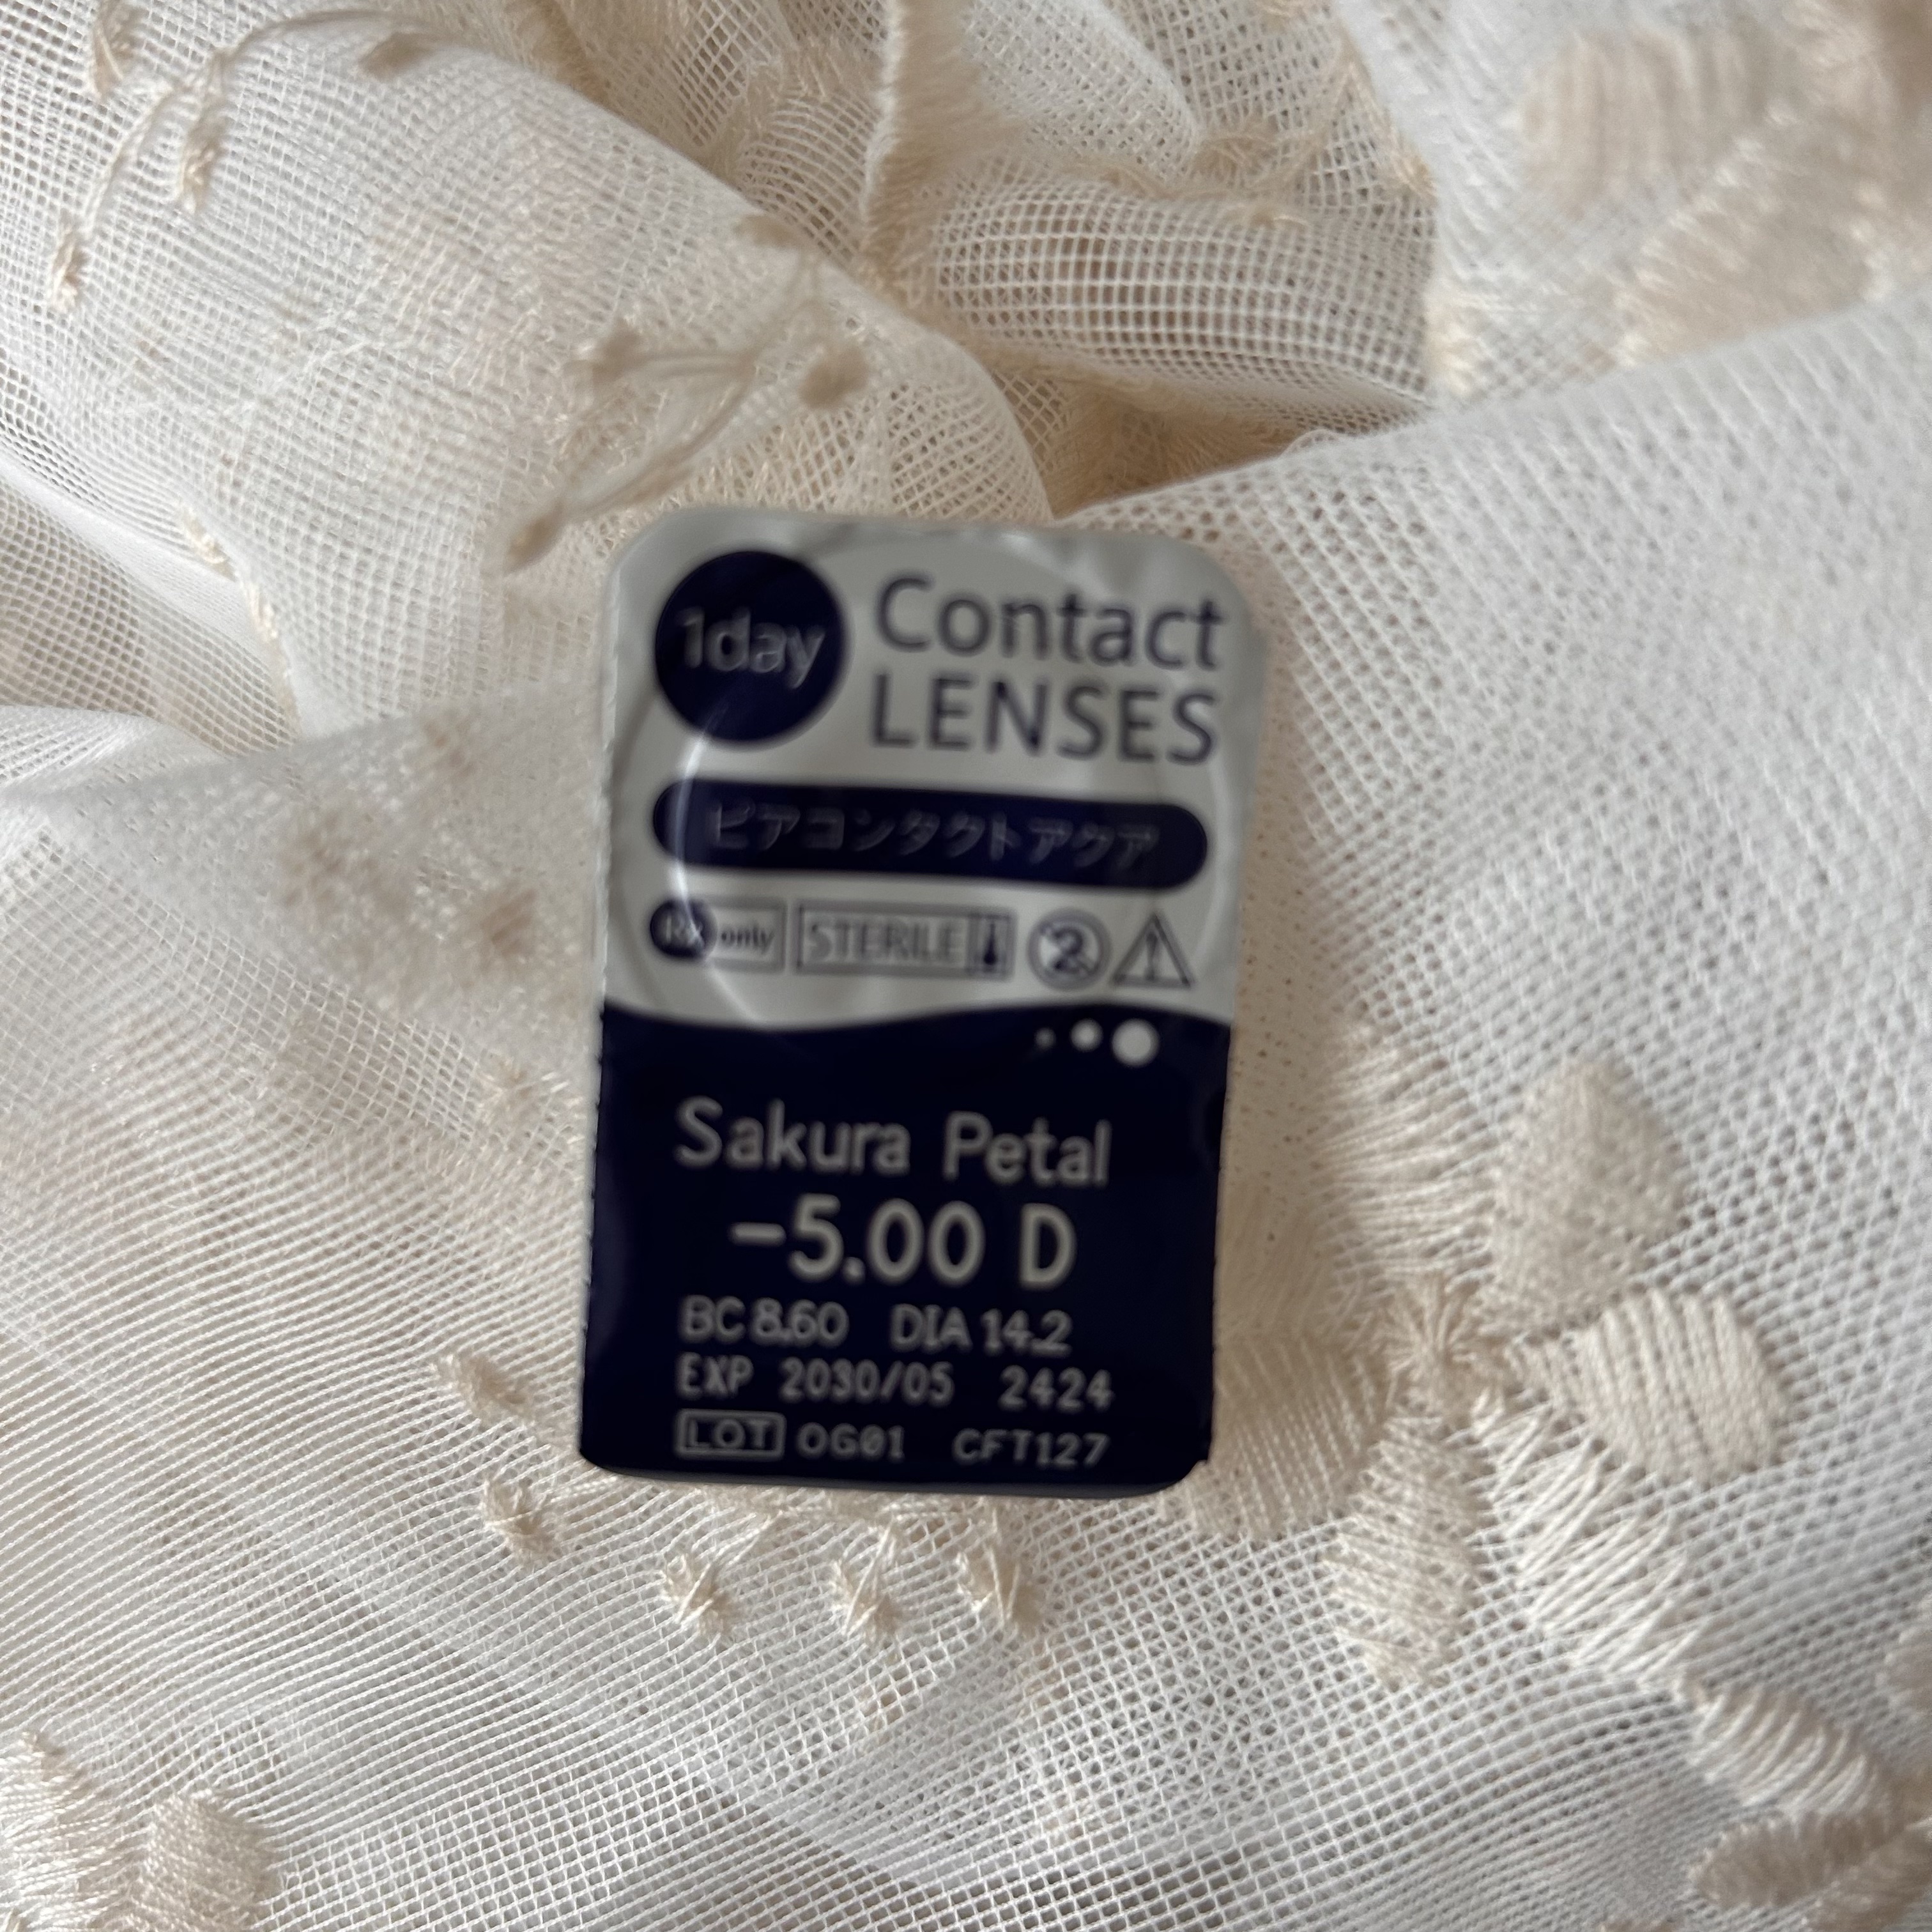 1day
Contact
LENSES
ピアコンタクトアクア
Rx only STERILE 2
Sakura Petal
-5.00 D
BC 8.60 DIA 14.2
EXP 2030/05 2424
LOT OG01 CFT127